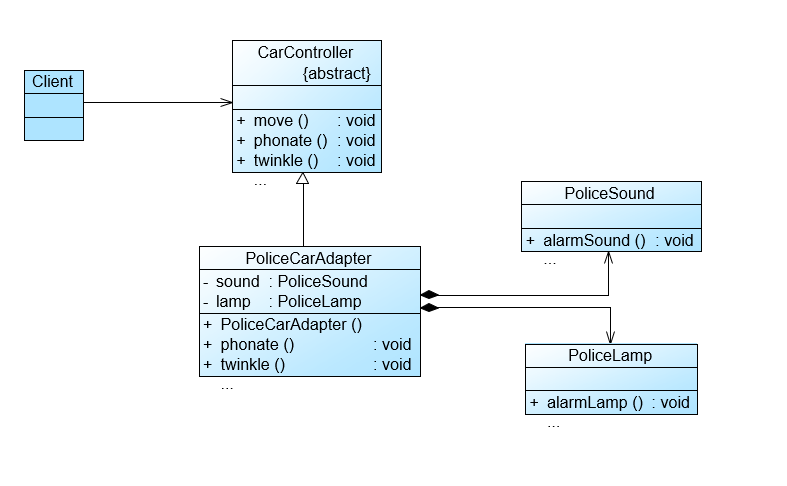 Client
CarController
{abstract}
+ move () : void
+ phonate () : void
+ twinkle () : void
...
PoliceCarAdapter
- sound : PoliceSound
- lamp : PoliceLamp
+ PoliceCarAdapter ()
+ phonate () : void
+ twinkle () : void
...
PoliceSound
+ alarmSound () : void
...
PoliceLamp
+ alarmLamp () : void
...